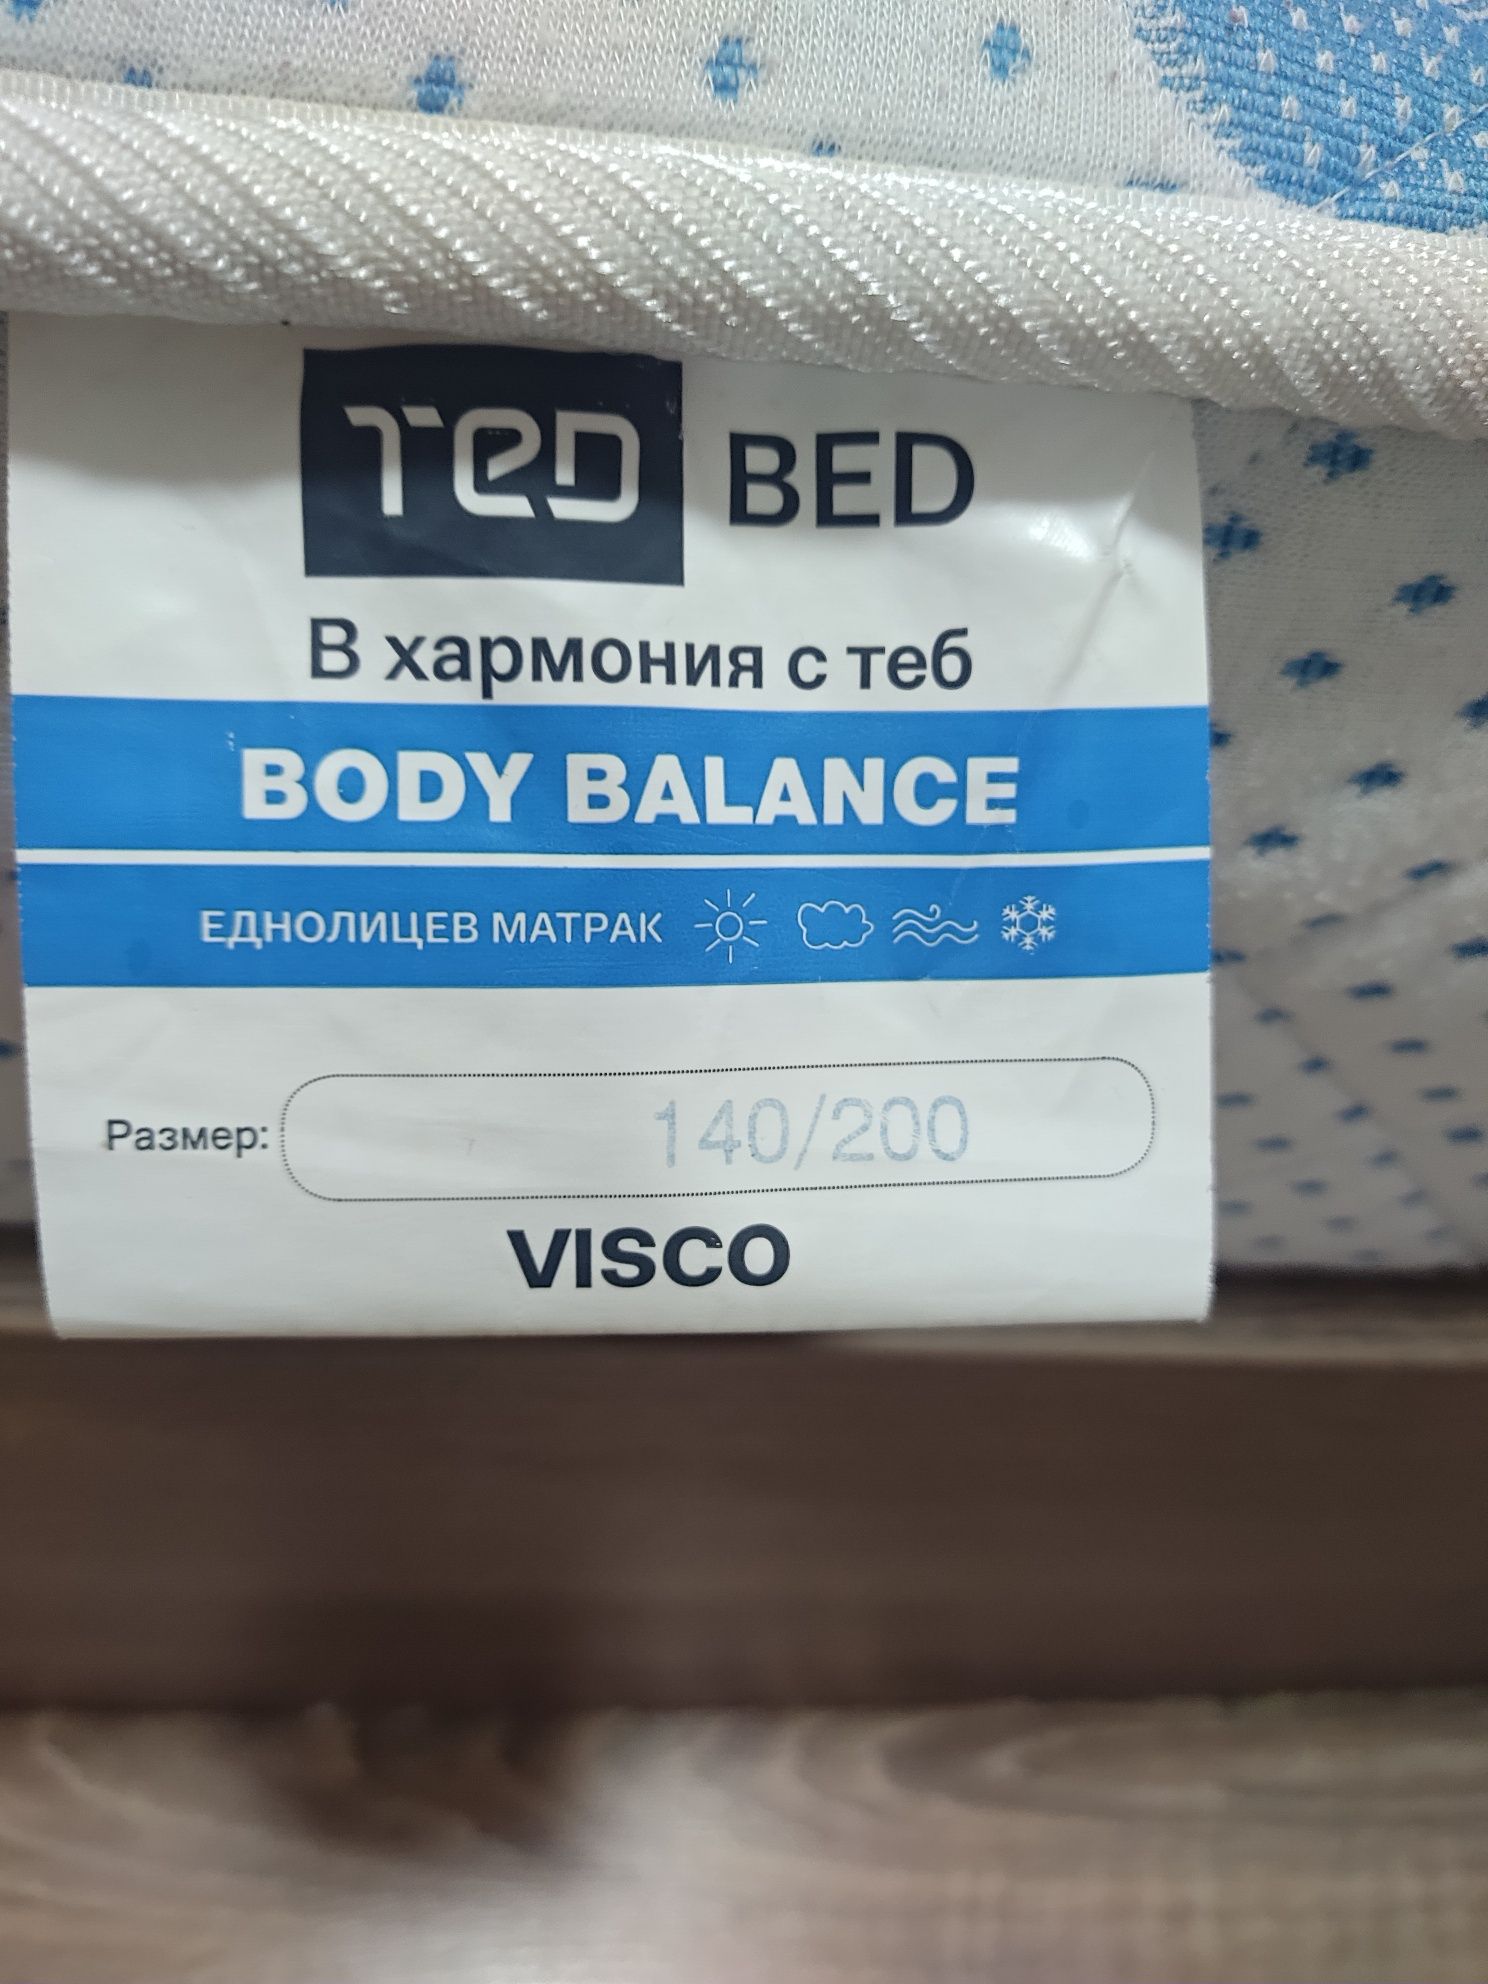 TED BED
В хармония с теб
BODY BALANCE
ЕДНОЛИЦЕВ МАТРАК
Размер: 140/200
VISCO